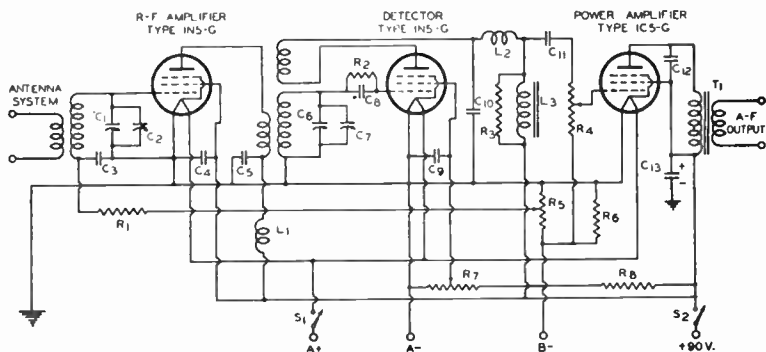 R-F AMPLIFIER
TYPE 1N5-G
DETECTOR
TYPE 1N5-G
POWER AMPLIFIER
TYPE 1C5-G
ANTENNA
SYSTEM
C1
C2
C3
C4
C5
C6
C7
R2
C8
C9
C10
L2
C11
R3
L3
R4
C12
T1
A-F
OUTPUT
C13
+
-
R1
L1
R5
R6
R7
R8
S1
S2
A+
A-
B-
+90 V.